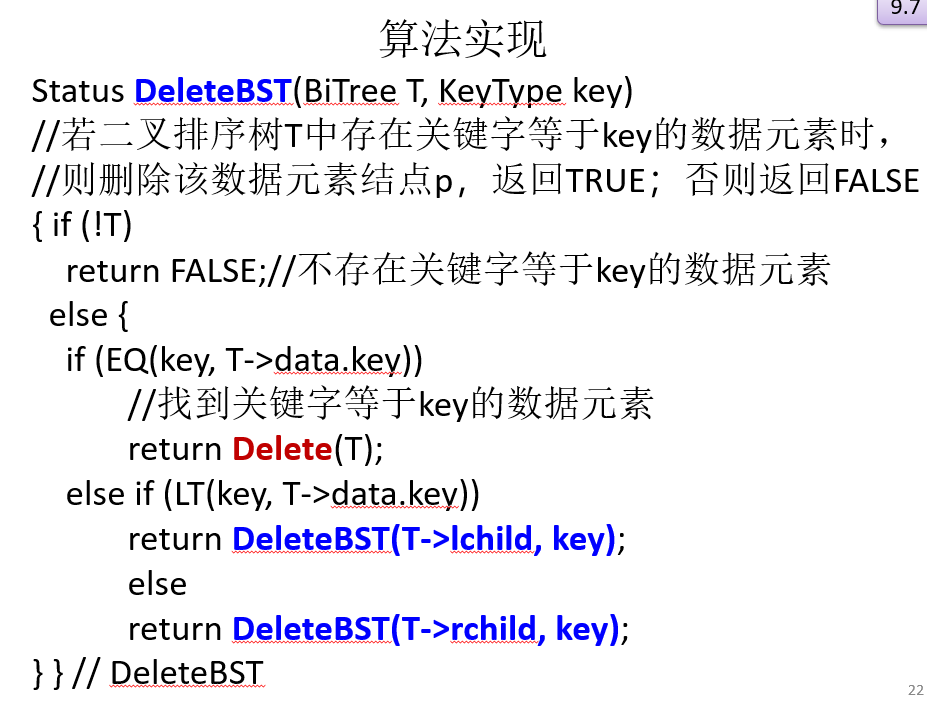 9.7
算法实现
Status DeleteBST(BiTree T, KeyType key)
//若二叉排序树T中存在关键字等于key的数据元素时，
//则删除该数据元素结点p，返回TRUE；否则返回FALSE
{ if (!T)
return FALSE;//不存在关键字等于key的数据元素
else {
if (EQ(key, T->data.key))
//找到关键字等于key的数据元素
return Delete(T);
else if (LT(key, T->data.key))
return DeleteBST(T->lchild, key);
else
return DeleteBST(T->rchild, key);
} } // DeleteBST
22